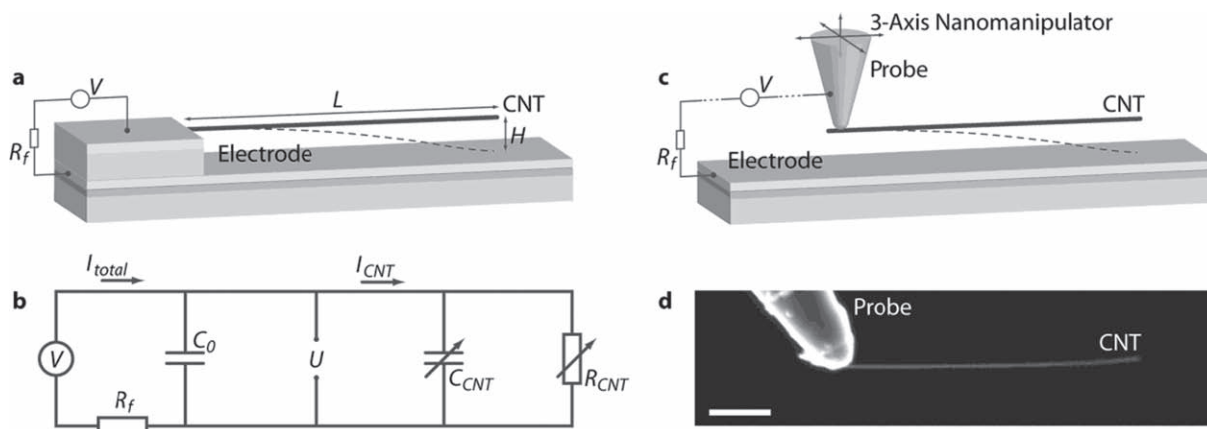 a
V
L
CNT
H
R_f
Electrode
c
3-Axis Nanomanipulator
Probe
V
CNT
R_f
Electrode
b
I_total
I_CNT
V
C_0
U
C_CNT
R_CNT
R_f
d
Probe
CNT